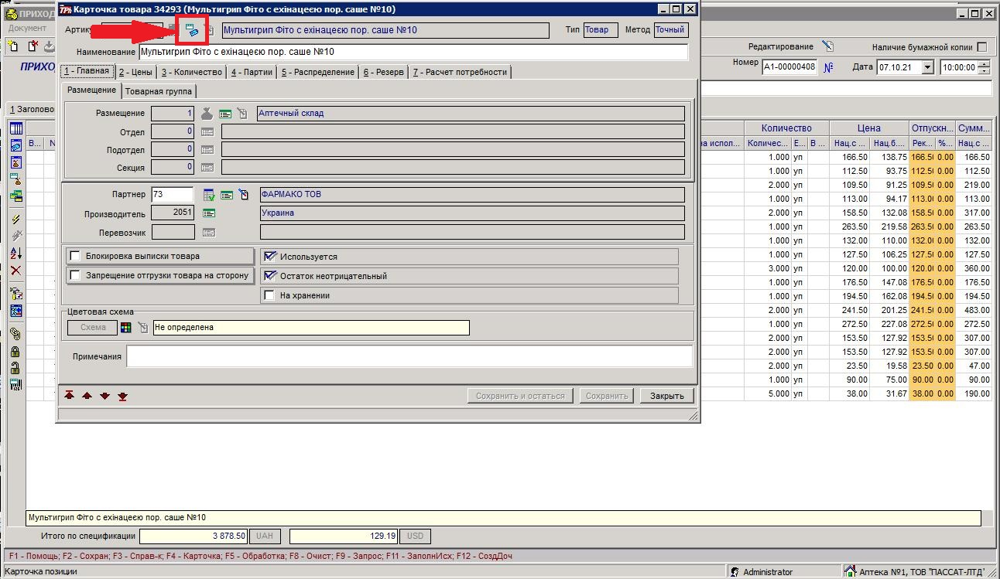 ПРИХОД
Карточка товара 34293 (Мультигрип Фіто с ехінацеєю пор. саше №10)
Документ
Мультигрип Фіто с ехінацеєю пор. саше №10
Тип Товар Метод Точный
Наименование Мультигрип Фіто с ехінацеєю пор. саше №10
Редактирование Наличие бумажной копии
ПРИХО
1 - Главная 2 - Цены 3 - Количество 4 - Партии 5 - Распределение 6 - Резерв 7 - Расчет потребности
Номер А1-00000408 № Дата 07.10.21 10:00:00
Размещение Товарная группа
1 Заголово
Размещение 1 Аптечный склад
Отдел 0
Подотдел 0
Секция 0
Партнер 73 ФАРМАКО ТОВ
Производитель 2051 Украина
Перевозчик
Блокировка выписки товара Используется
Запрещение отгрузки товара на сторону Остаток неотрицательный
На хранении
Цветовая схема
Схема Не определена
Примечания
Сохранить и остаться Сохранить Закрыть
Количество Цена Отпускн... Сумм...
В... на испол... Количес... Е... В... Нац.с Нац.б... Рек... %... Нац.с
1.000 уп 166.50 138.75 166.5 0.00 166.50
1.000 уп 112.50 93.75 112.5 0.00 112.50
2.000 уп 109.50 91.25 109.5 0.00 219.00
1.000 уп 113.00 94.17 113.0 0.00 113.00
2.000 уп 158.50 132.08 158.5 0.00 317.00
1.000 уп 263.50 219.58 263.5 0.00 263.50
1.000 уп 132.00 110.00 132.0 0.00 132.00
1.000 уп 127.50 106.25 127.5 0.00 127.50
3.000 уп 120.00 100.00 120.0 0.00 360.00
1.000 уп 176.50 147.08 176.5 0.00 176.50
1.000 уп 194.50 162.08 194.5 0.00 194.50
2.000 уп 241.50 201.25 241.5 0.00 483.00
1.000 уп 272.50 227.08 272.5 0.00 272.50
2.000 уп 153.50 127.92 153.5 0.00 307.00
2.000 уп 153.50 127.92 153.5 0.00 307.00
2.000 уп 23.50 19.58 23.50 0.00 47.00
1.000 уп 90.00 75.00 90.00 0.00 90.00
5.000 уп 38.00 31.67 38.00 0.00 190.00
Мультигрип Фіто с ехінацеєю пор. саше №10
Итого по спецификации 3 878.50 UAH 129.19 USD
F1 - Помощь; F2 - Сохран; F3 - Справ-к; F4 - Карточка; F5 - Обработка; F8 - Очист; F9 - Запрос; F11 - ЗаполнИсх; F12 - СоздДоч
Карточка позиции Administrator Аптека №1, ТОВ "ПАССАТ-ЛТД"